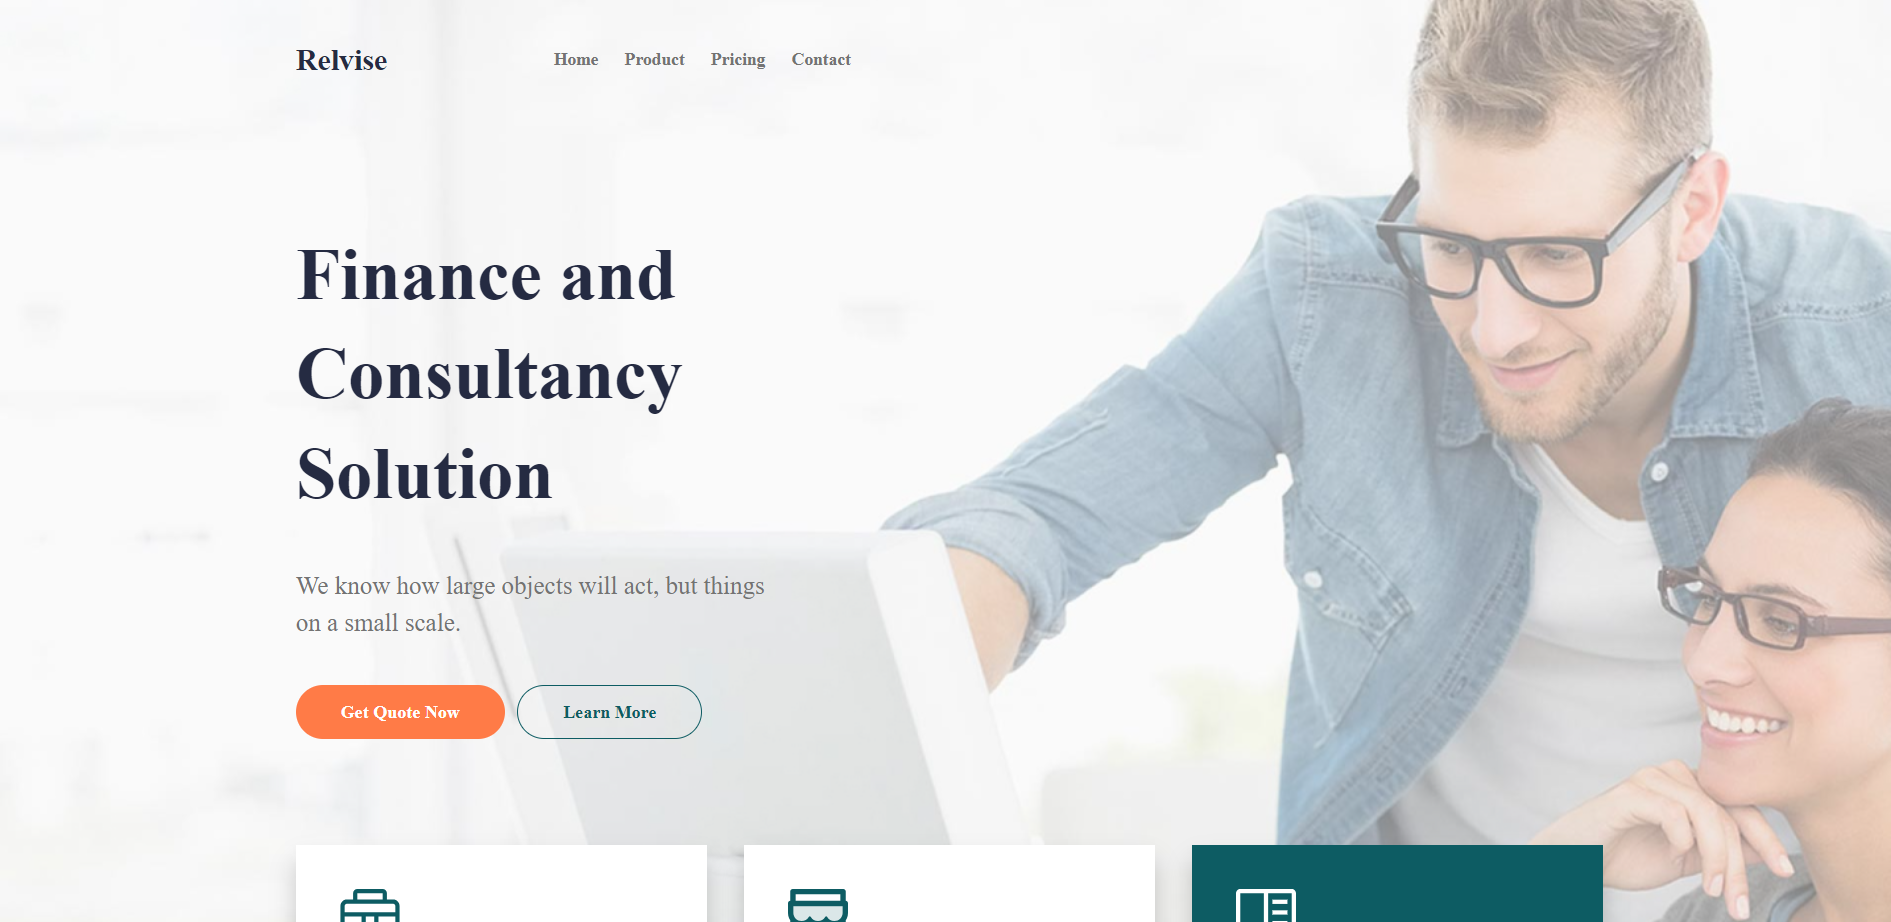 Relvise
Home Product Pricing Contact
Finance and
Consultancy
Solution
We know how large objects will act, but things
on a small scale.
Get Quote Now
Learn More